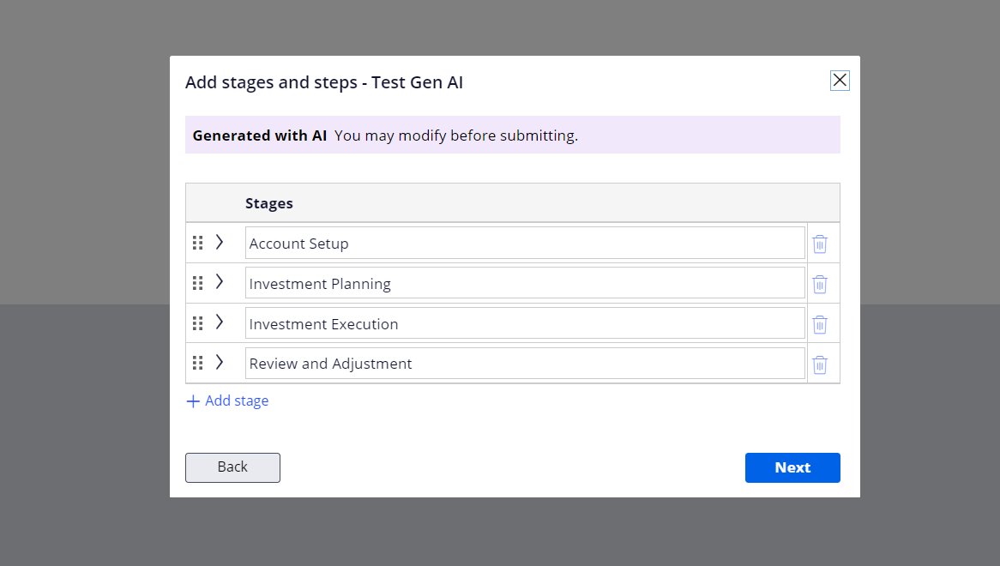 Add stages and steps - Test Gen AI
Generated with AI You may modify before submitting.
Stages
Account Setup
Investment Planning
Investment Execution
Review and Adjustment
Add stage
Back
Next